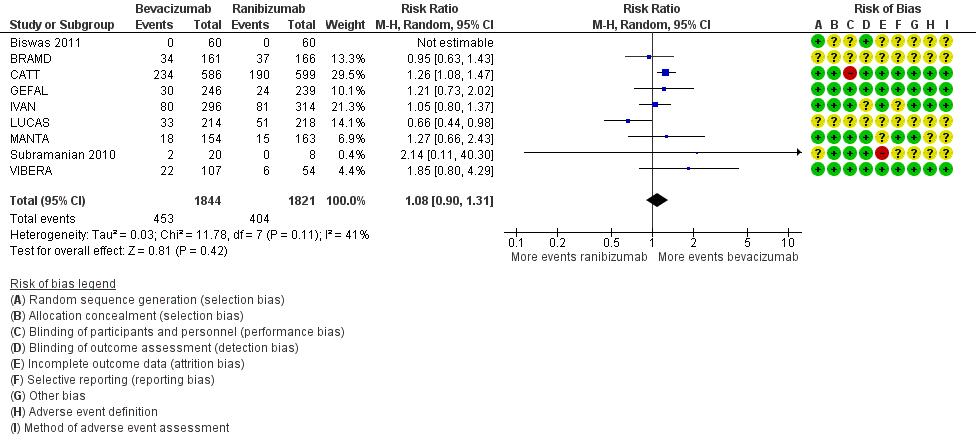 Bevacizumab Ranibizumab Risk Ratio Risk Ratio Risk of Bias
Study or Subgroup Events Total Events Total Weight M-H, Random, 95% CI M-H, Random, 95% CI A B C D E F G H I
Biswas 2011 0 60 0 60 Not estimable + ? ? + ? ? ? ? ?
BRAMD 34 161 37 166 13.3% 0.95 [0.63, 1.43] ? ? ? ? ? ? ? ? ?
CATT 234 586 190 599 29.5% 1.26 [1.08, 1.47] + + − + + + + + +
GEFAL 30 246 24 239 10.1% 1.21 [0.73, 2.02] + + + + + + + + +
IVAN 80 296 81 314 21.3% 1.05 [0.80, 1.37] + + + ? + ? + + +
LUCAS 33 214 51 218 14.1% 0.66 [0.44, 0.98] ? ? ? ? ? ? ? ? ?
MANTA 18 154 15 163 6.9% 1.27 [0.66, 2.43] + + + + ? + + ? ?
Subramanian 2010 2 20 0 8 0.4% 2.14 [0.11, 40.30] ? + + + − ? ? ? ?
VIBERA 22 107 6 54 4.4% 1.85 [0.80, 4.29] + + + + + + + + +
Total (95% CI) 1844 1821 100.0% 1.08 [0.90, 1.31]
Total events 453 404
Heterogeneity: Tau² = 0.03; Chi² = 11.78, df = 7 (P = 0.11); I² = 41%
Test for overall effect: Z = 0.81 (P = 0.42)
0.1 0.2 0.5 1 2 5 10
More events ranibizumab More events bevacizumab
Risk of bias legend
(A) Random sequence generation (selection bias)
(B) Allocation concealment (selection bias)
(C) Blinding of participants and personnel (performance bias)
(D) Blinding of outcome assessment (detection bias)
(E) Incomplete outcome data (attrition bias)
(F) Selective reporting (reporting bias)
(G) Other bias
(H) Adverse event definition
(I) Method of adverse event assessment